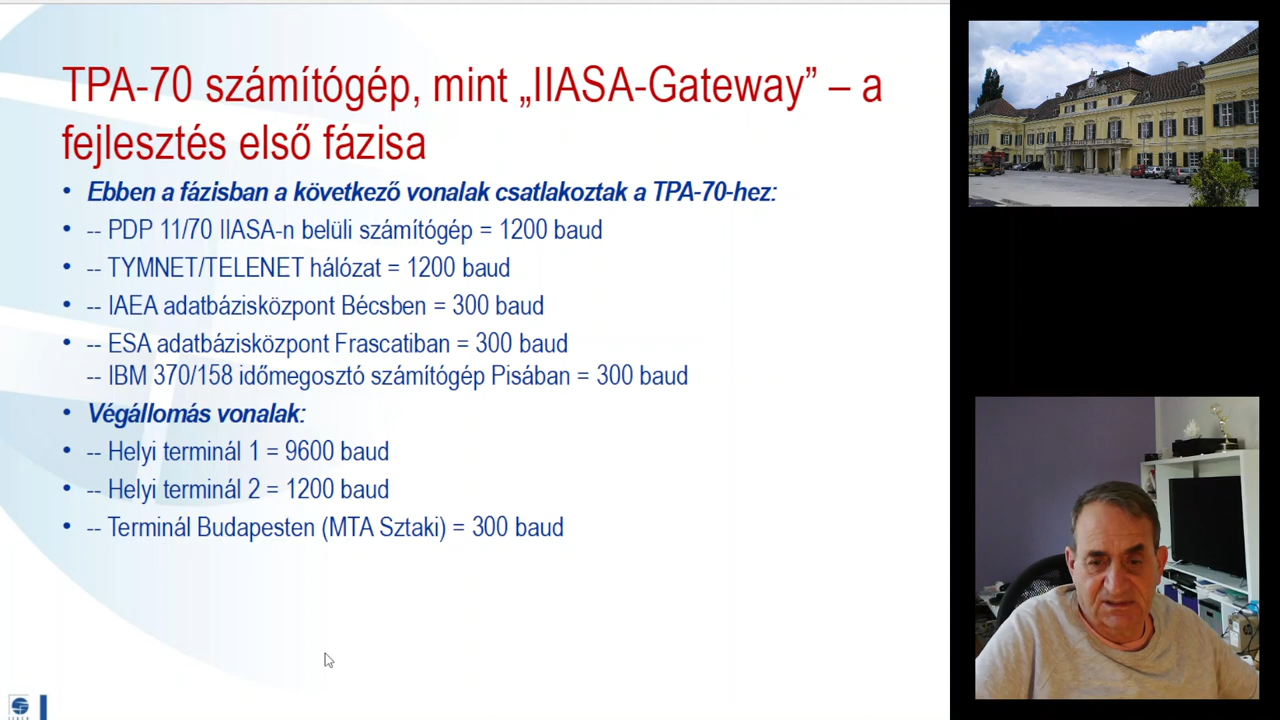 TPA-70 számítógép, mint „IIASA-Gateway” – a
fejlesztés első fázisa
• Ebben a fázisban a következő vonalak csatlakoztak a TPA-70-hez:
• -- PDP 11/70 IIASA-n belüli számítógép = 1200 baud
• -- TYMNET/TELENET hálózat = 1200 baud
• -- IAEA adatbázisközpont Bécsben = 300 baud
• -- ESA adatbázisközpont Frascatiban = 300 baud
-- IBM 370/158 időmegosztó számítógép Pisában = 300 baud
• Végállomás vonalak:
• -- Helyi terminál 1 = 9600 baud
• -- Helyi terminál 2 = 1200 baud
• -- Terminál Budapesten (MTA Sztaki) = 300 baud
IIASA